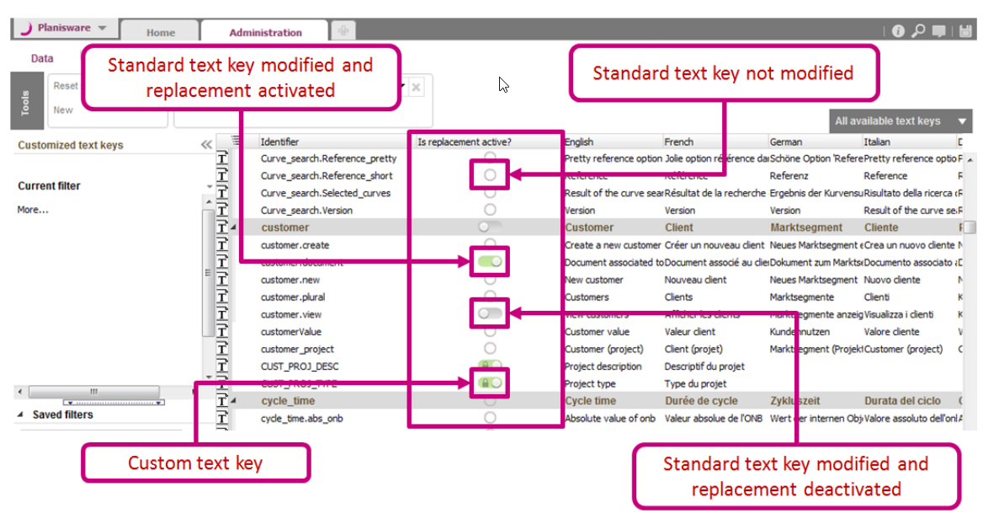 Planisware
Home
Administration
Data
Standard text key modified and
replacement activated
Standard text key not modified
Tools
Reset
New
All available text keys
Customized text keys
Current filter
More...
Saved filters
Identifier Is replacement active? English French German Italian
Curve_search.Reference_pretty Pretty reference option Jolie option référence da Schöne Option 'Refere Pretty reference optio
Curve_search.Reference_short Reference Référence Referenz Reference
Curve_search.Selected_curves Result of the curve sear Résultat de la recherche Ergebnis der Kurvensu Risultato della ricerca
Curve_search.Version Version Version Version Result of the curve se
customer Customer Client Marktsegment Cliente
customer.create Create a new customer Créer un nouveau client Neues Marktsegment e Crea un nuovo cliente
customer.document Document associated to Document associé au clie Dokument zum Markts Documento associato
customer.new New customer Nouveau client Neues Marktsegment Nuovo cliente
customer.plural Customers Clients Marktsegmente Clienti
customer.view View customers Afficher les clients Marktsegmente anzeig Visualizza i clienti
customerValue Customer value Valeur client Kundennutzen Valore cliente
customer_project Customer (project) Client (projet) Marktsegment (Projekt Customer (project)
CUST_PROJ_DESC Project description Descriptif du projet
CUST_PROJ_TYPE Project type Type du projet
cycle_time Cycle time Durée de cycle Zykluszeit Durata del ciclo
cycle_time.abs_onb Absolute value of onb Valeur absolue de l'ONB Wert der internen Obj Valore assoluto dell'onl
Custom text key
Standard text key modified and
replacement deactivated